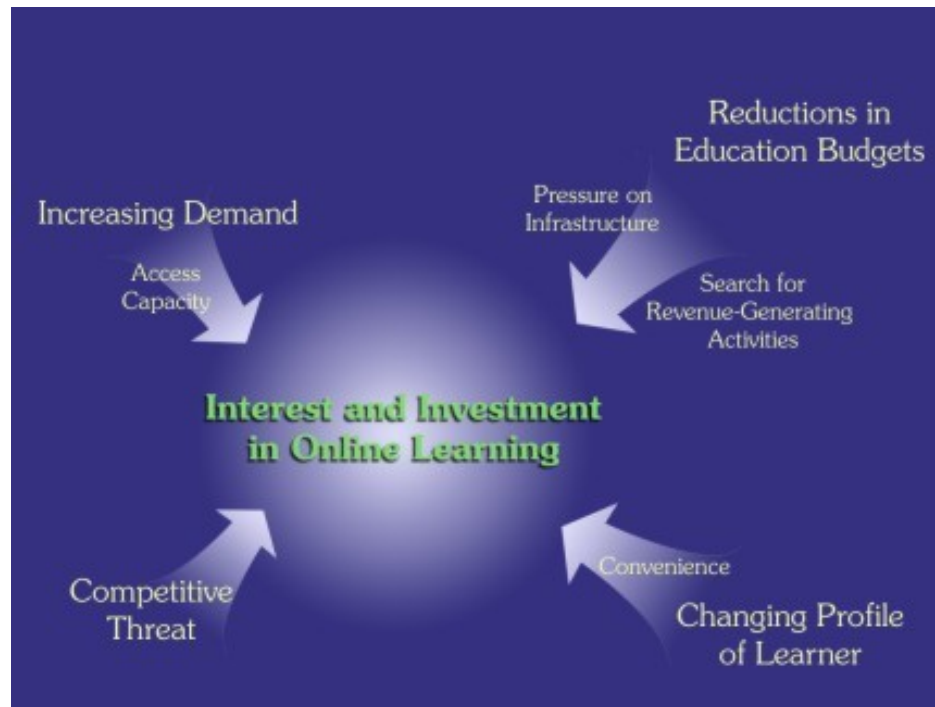 Reductions in
Education Budgets
Pressure on
Infrastructure
Search for
Revenue-Generating
Activities
Increasing Demand
Access
Capacity
Interest and Investment
in Online Learning
Competitive
Threat
Convenience
Changing Profile
of Learner